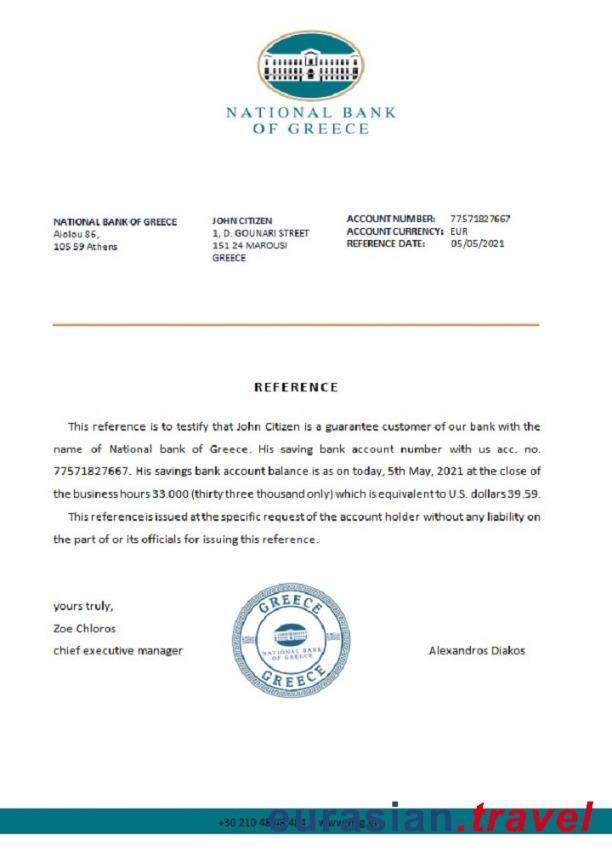 NATIONAL BANK
OF GREECE
NATIONAL BANK OF GREECE
Aiolou 86,
105 59 Athens
JOHN CITIZEN
1, D. GOUNARI STREET
151 24 MAROUSI
GREECE
ACCOUNT NUMBER: 77571827667
ACCOUNT CURRENCY: EUR
REFERENCE DATE: 05/05/2021
REFERENCE
This reference is to testify that John Citizen is a guarantee customer of our bank with the
name of National bank of Greece. His saving bank account number with us acc. no.
77571827667. His savings bank account balance is as on today, 5th May, 2021 at the close of
the business hours 33.000 (thirty three thousand only) which is equivalent to U.S. dollars 39.59.
This reference is issued at the specific request of the account holder without any liability on
the part of or its officials for issuing this reference.
yours truly,
Zoe Chloros
chief executive manager
GREECE
NATIONAL BANK
OF GREECE
GREECE
Alexandros Diakos
+30 210
eurasian.travel